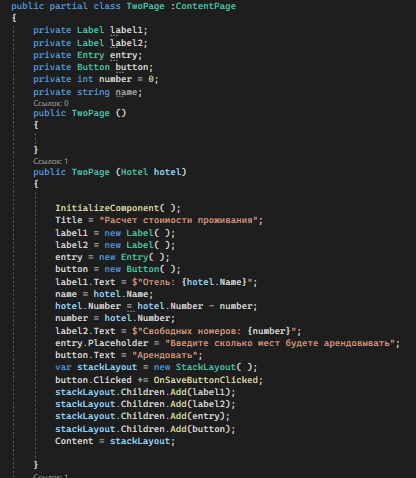 public partial class TwoPage :ContentPage
{
private Label label1;
private Label label2;
private Entry entry;
private Button button;
private int number = 0;
private string name;
Ссылок: 0
public TwoPage ()
{
}
Ссылок: 1
public TwoPage (Hotel hotel)
{
InitializeComponent( );
Title = "Расчет стоимости проживания";
label1 = new Label( );
label2 = new Label( );
entry = new Entry( );
button = new Button( );
label1.Text = $"Отель: {hotel.Name}";
name = hotel.Name;
hotel.Number = hotel.Number - number;
number = hotel.Number;
label2.Text = $"Свободных номеров: {number}";
entry.Placeholder = "Введите сколько мест будете арендовывать";
button.Text = "Арендовать";
var stackLayout = new StackLayout( );
button.Clicked += OnSaveButtonClicked;
stackLayout.Children.Add(label1);
stackLayout.Children.Add(label2);
stackLayout.Children.Add(entry);
stackLayout.Children.Add(button);
Content = stackLayout;
}
Ссылок: 1